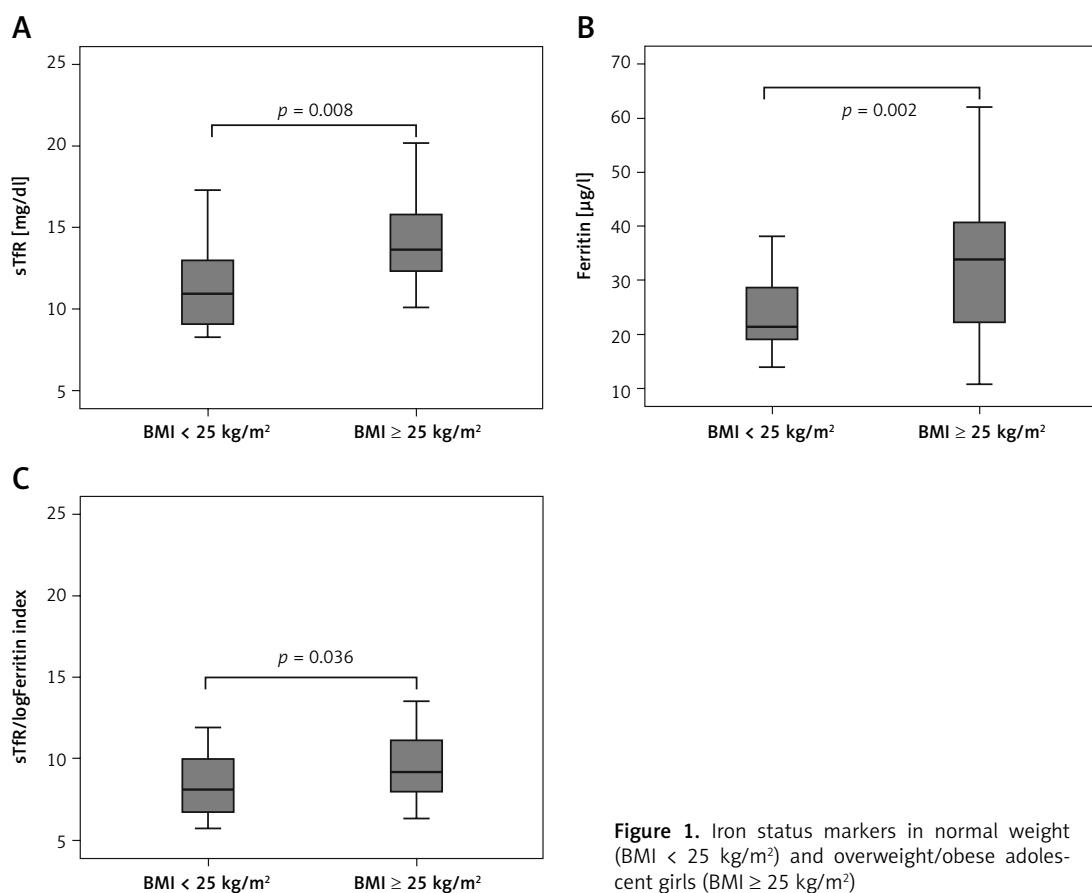 A
sTfR [mg/dl]
25
20
15
10
5
p = 0.008
BMI < 25 kg/m²
BMI ≥ 25 kg/m²
B
Ferritin [µg/l]
70
60
50
40
30
20
10
p = 0.002
BMI < 25 kg/m²
BMI ≥ 25 kg/m²
C
sTfR/logFerritin index
25
20
15
10
5
p = 0.036
BMI < 25 kg/m²
BMI ≥ 25 kg/m²
Figure 1. Iron status markers in normal weight
(BMI < 25 kg/m²) and overweight/obese adoles-
cent girls (BMI ≥ 25 kg/m²)